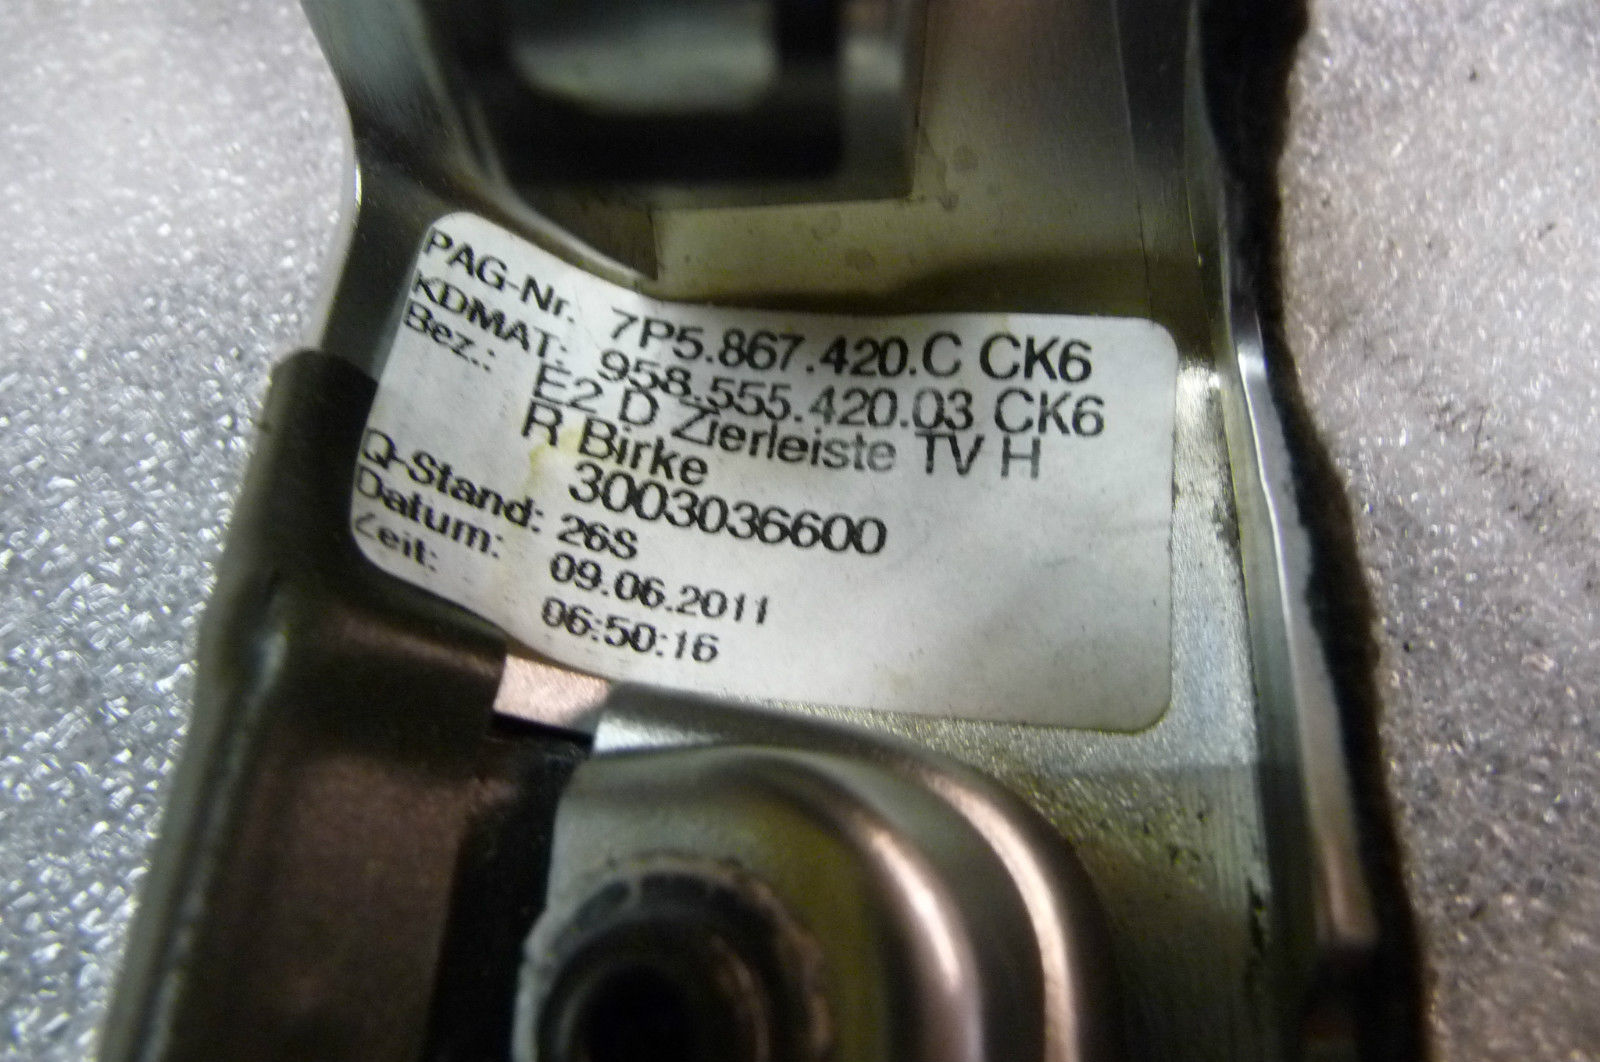 PAG-Nr. 7P5.867.420.C CK6
KDMAT: 958.555.420.03 CK6
Bez.: E2 D Zierleiste TV H
R Birke
3003036600
Q-Stand: 26S
Datum: 09.06.2011
Zeit: 06:50:16